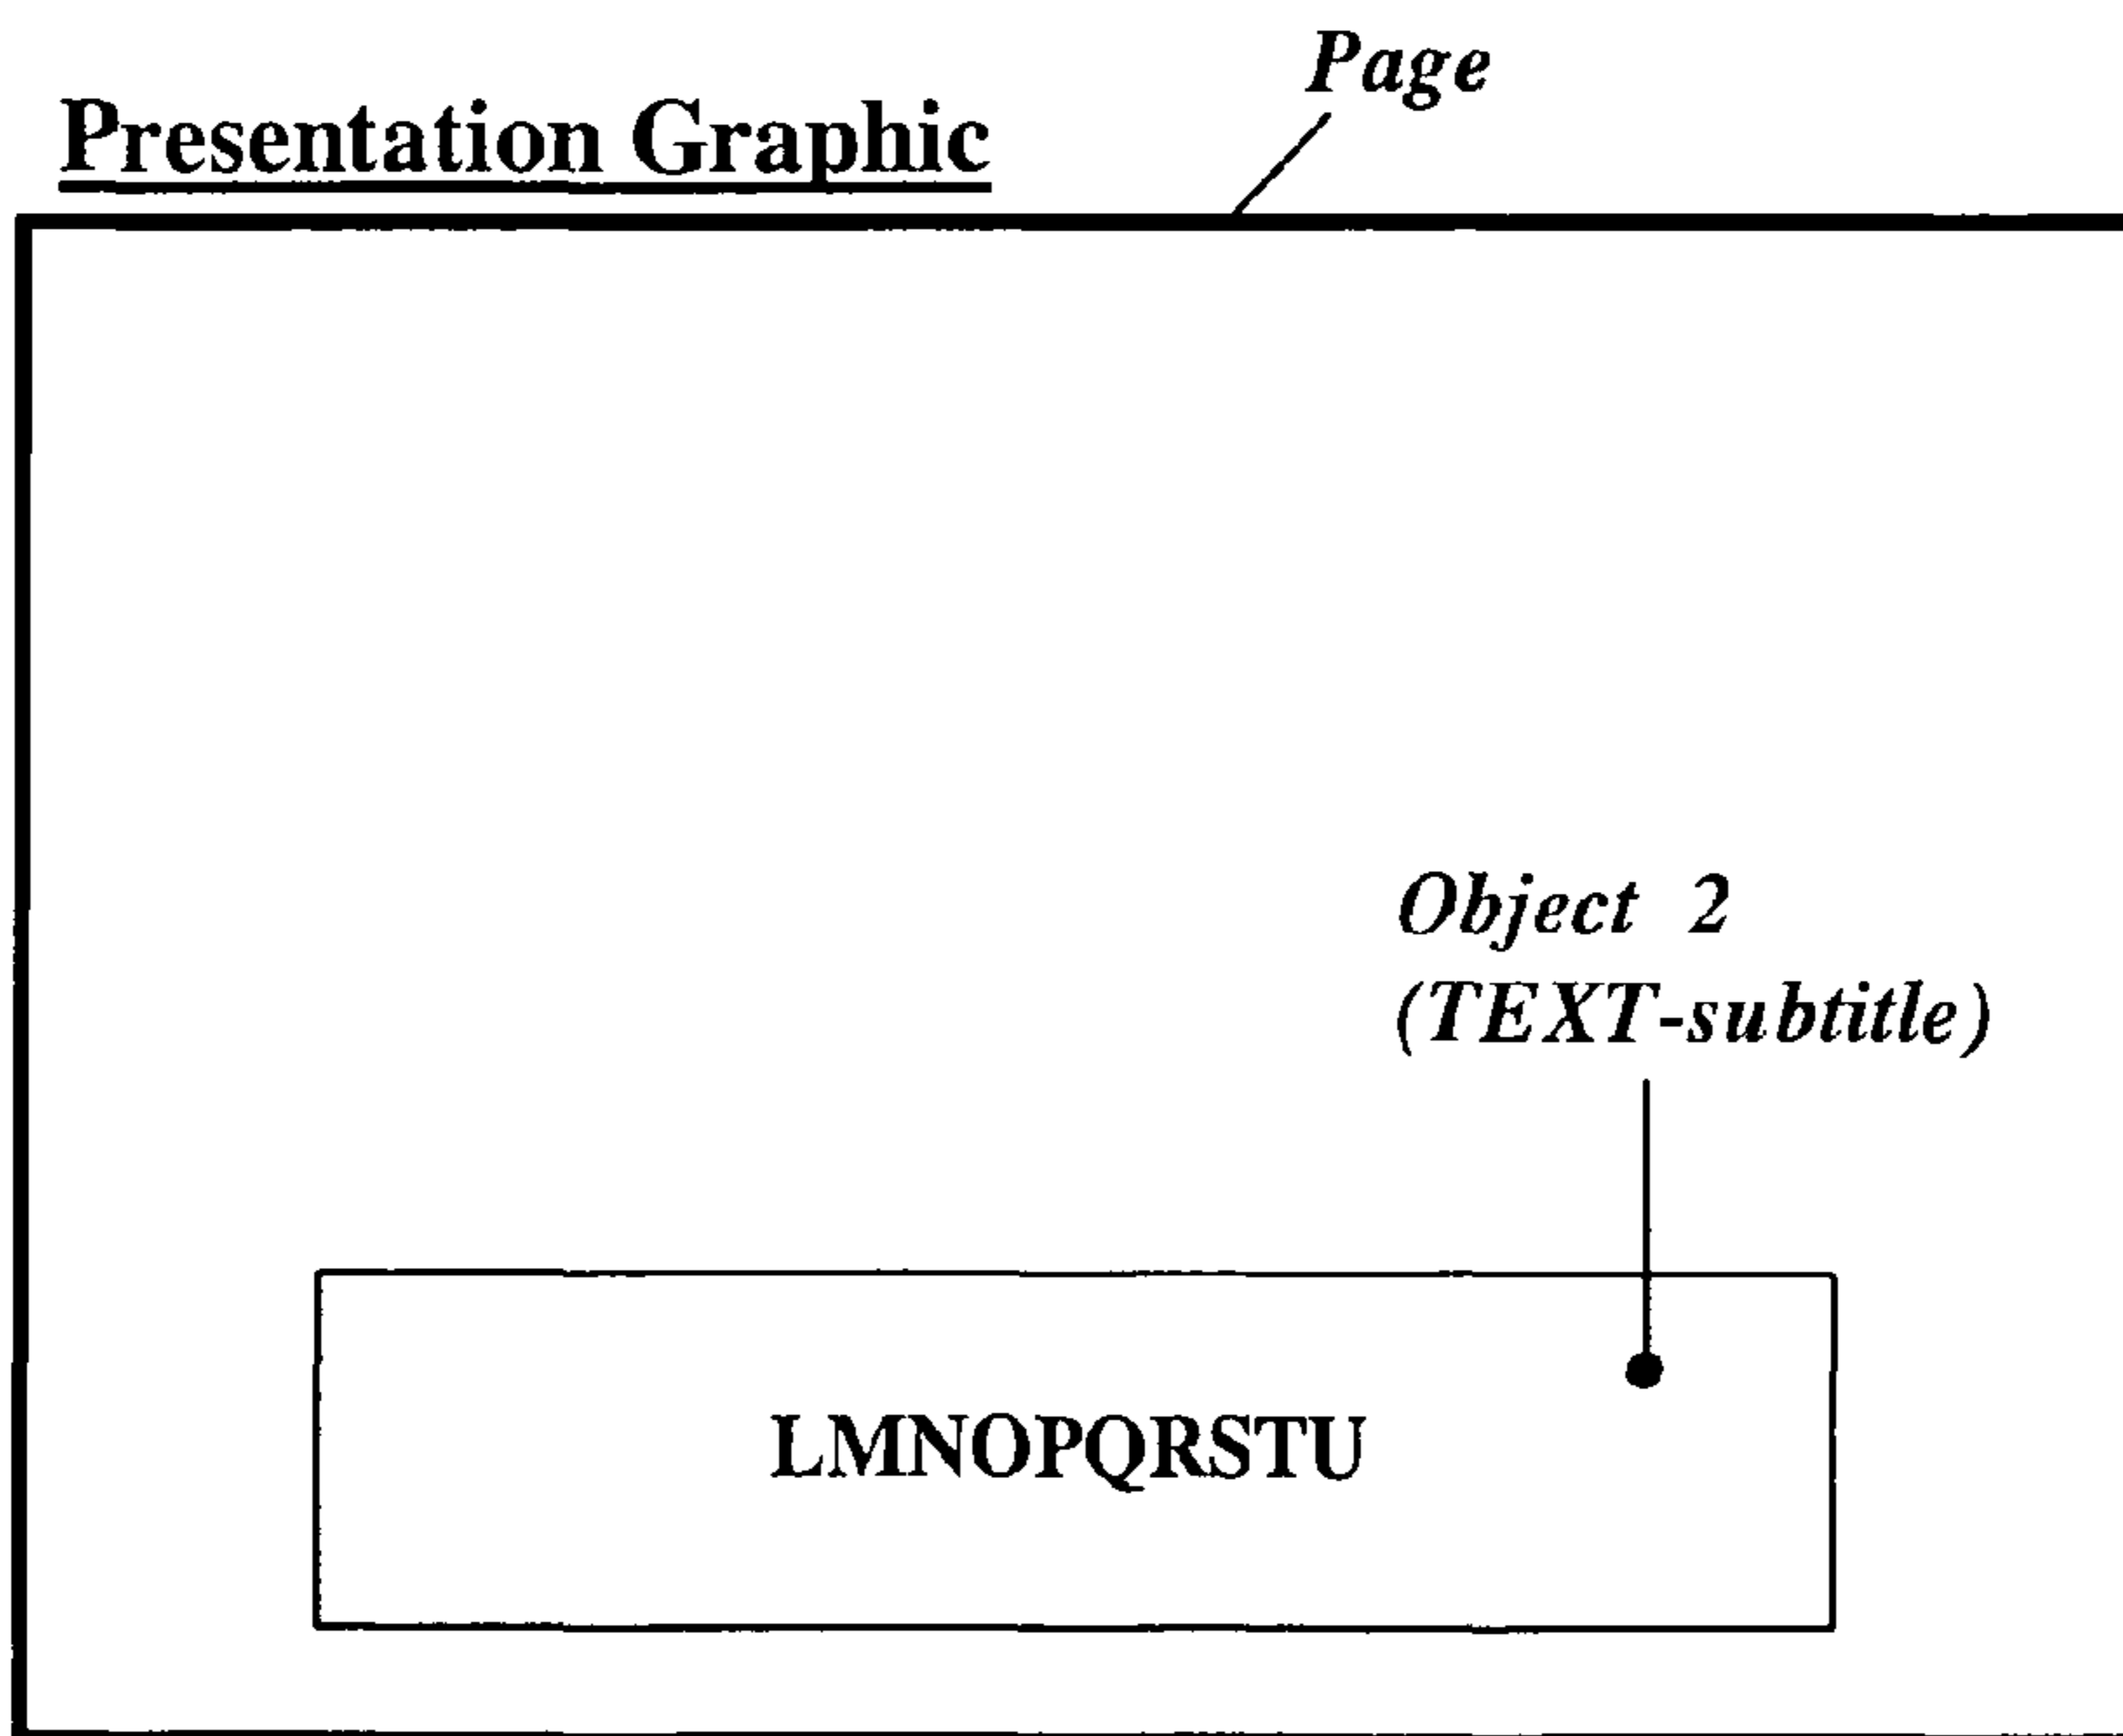 Page
Presentation Graphic
Object 2
(TEXT-subtitle)
LMNOPQRSTU